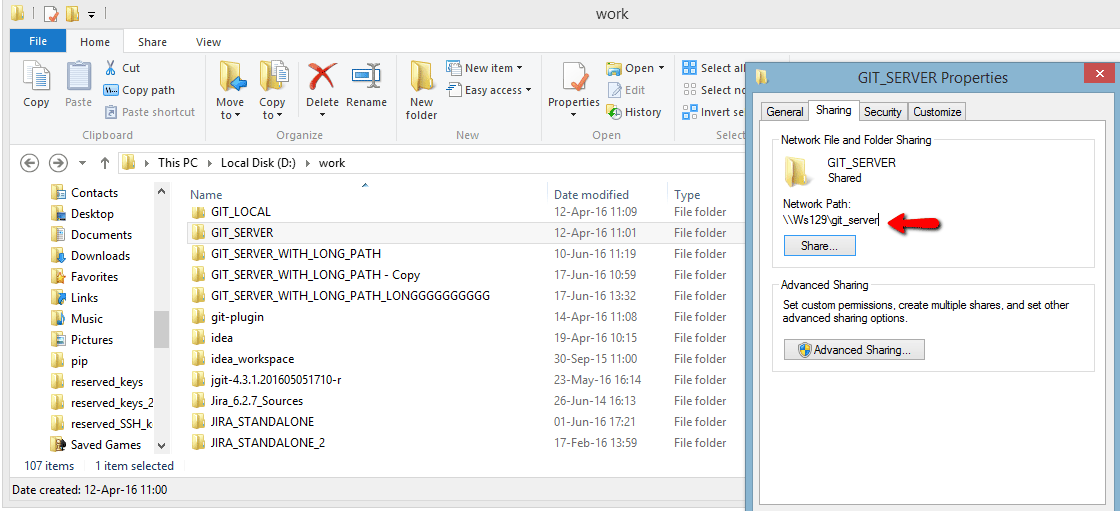 work
File Home Share View
Copy
Paste
Cut
Copy path
Paste shortcut
Clipboard
Move to
Copy to
Delete
Rename
Organize
New folder
New item
Easy access
New
Properties
Open
Edit
History
Open
Select all
Select no
Invert se
Select
This PC Local Disk (D:) work
Contacts
Desktop
Documents
Downloads
Favorites
Links
Music
Pictures
pip
reserved_keys
reserved_keys_2
reserved_SSH_k
Saved Games
Name Date modified Type
GIT_LOCAL 12-Apr-16 11:09 File folder
GIT_SERVER 12-Apr-16 11:01 File folder
GIT_SERVER_WITH_LONG_PATH 10-Jun-16 11:19 File folder
GIT_SERVER_WITH_LONG_PATH - Copy 17-Jun-16 10:59 File folder
GIT_SERVER_WITH_LONG_PATH_LONGGGGGGGGGG 17-Jun-16 13:32 File folder
git-plugin 14-Apr-16 11:08 File folder
idea 19-Apr-16 10:15 File folder
idea_workspace 30-Sep-15 11:00 File folder
jgit-4.3.1.201605051710-r 23-May-16 16:14 File folder
Jira_6.2.7_Sources 26-Jun-14 16:13 File folder
JIRA_STANDALONE 01-Jun-16 17:21 File folder
JIRA_STANDALONE_2 17-Feb-16 13:59 File folder
107 items 1 item selected
Date created: 12-Apr-16 11:00
GIT_SERVER Properties
General Sharing Security Customize
Network File and Folder Sharing
GIT_SERVER
Shared
Network Path:
\\Ws129\git_server
Share...
Advanced Sharing
Set custom permissions, create multiple shares, and set other
advanced sharing options.
Advanced Sharing...